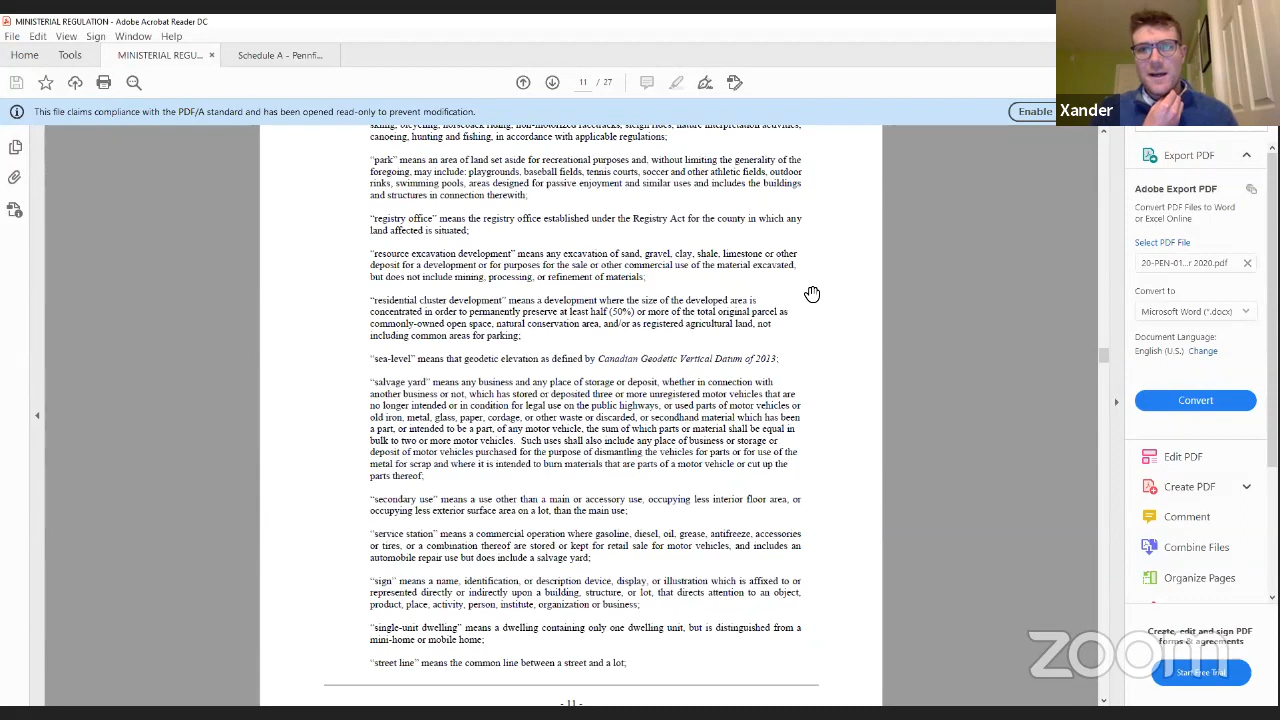 MINISTERIAL REGULATION - Adobe Acrobat Reader DC
File Edit View Sign Window Help
Home Tools MINISTERIAL REGU... × Schedule A - Pennfi...
11 / 27
This file claims compliance with the PDF/A standard and has been opened read-only to prevent modification.
Enable
Xander
skiing, bicycling, horseback riding, non-motorized racetracks, sleigh rides, nature interpretation activities,
canoeing, hunting and fishing, in accordance with applicable regulations;
“park” means an area of land set aside for recreational purposes and, without limiting the generality of the
foregoing, may include: playgrounds, baseball fields, tennis courts, soccer and other athletic fields, outdoor
rinks, swimming pools, areas designed for passive enjoyment and similar uses and includes the buildings
and structures in connection therewith;
“registry office” means the registry office established under the Registry Act for the county in which any
land affected is situated;
“resource excavation development” means any excavation of sand, gravel, clay, shale, limestone or other
deposit for a development or for purposes for the sale or other commercial use of the material excavated,
but does not include mining, processing, or refinement of materials;
“residential cluster development” means a development where the size of the developed area is
concentrated in order to permanently preserve at least half (50%) or more of the total original parcel as
commonly-owned open space, natural conservation area, and/or as registered agricultural land, not
including common areas for parking;
“sea-level” means that geodetic elevation as defined by Canadian Geodetic Vertical Datum of 2013;
“salvage yard” means any business and any place of storage or deposit, whether in connection with
another business or not, which has stored or deposited three or more unregistered motor vehicles that are
no longer intended or in condition for legal use on the public highways, or used parts of motor vehicles or
old iron, metal, glass, paper, cordage, or other waste or discarded, or secondhand material which has been
a part, or intended to be a part, of any motor vehicle, the sum of which parts or material shall be equal in
bulk to two or more motor vehicles. Such uses shall also include any place of business or storage or
deposit of motor vehicles purchased for the purpose of dismantling the vehicles for parts or for use of the
metal for scrap and where it is intended to burn materials that are parts of a motor vehicle or cut up the
parts thereof;
“secondary use” means a use other than a main or accessory use, occupying less interior floor area, or
occupying less exterior surface area on a lot, than the main use;
“service station” means a commercial operation where gasoline, diesel, oil, grease, antifreeze, accessories
or tires, or a combination thereof are stored or kept for retail sale for motor vehicles, and includes an
automobile repair use but does include a salvage yard;
“sign” means a name, identification, or description device, display, or illustration which is affixed to or
represented directly or indirectly upon a building, structure, or lot, that directs attention to an object,
product, place, activity, person, institute, organization or business;
“single-unit dwelling” means a dwelling containing only one dwelling unit, but is distinguished from a
mini-home or mobile home;
“street line” means the common line between a street and a lot;
- 11 -
Export PDF
Adobe Export PDF
Convert PDF Files to Word
or Excel Online
Select PDF File
20-PEN-01...r 2020.pdf
Convert to
Microsoft Word (*.docx)
Document Language:
English (U.S.) Change
Convert
Edit PDF
Create PDF
Comment
Combine Files
Organize Pages
Create, edit and sign PDF
forms & agreements
Start Free Trial
zoom